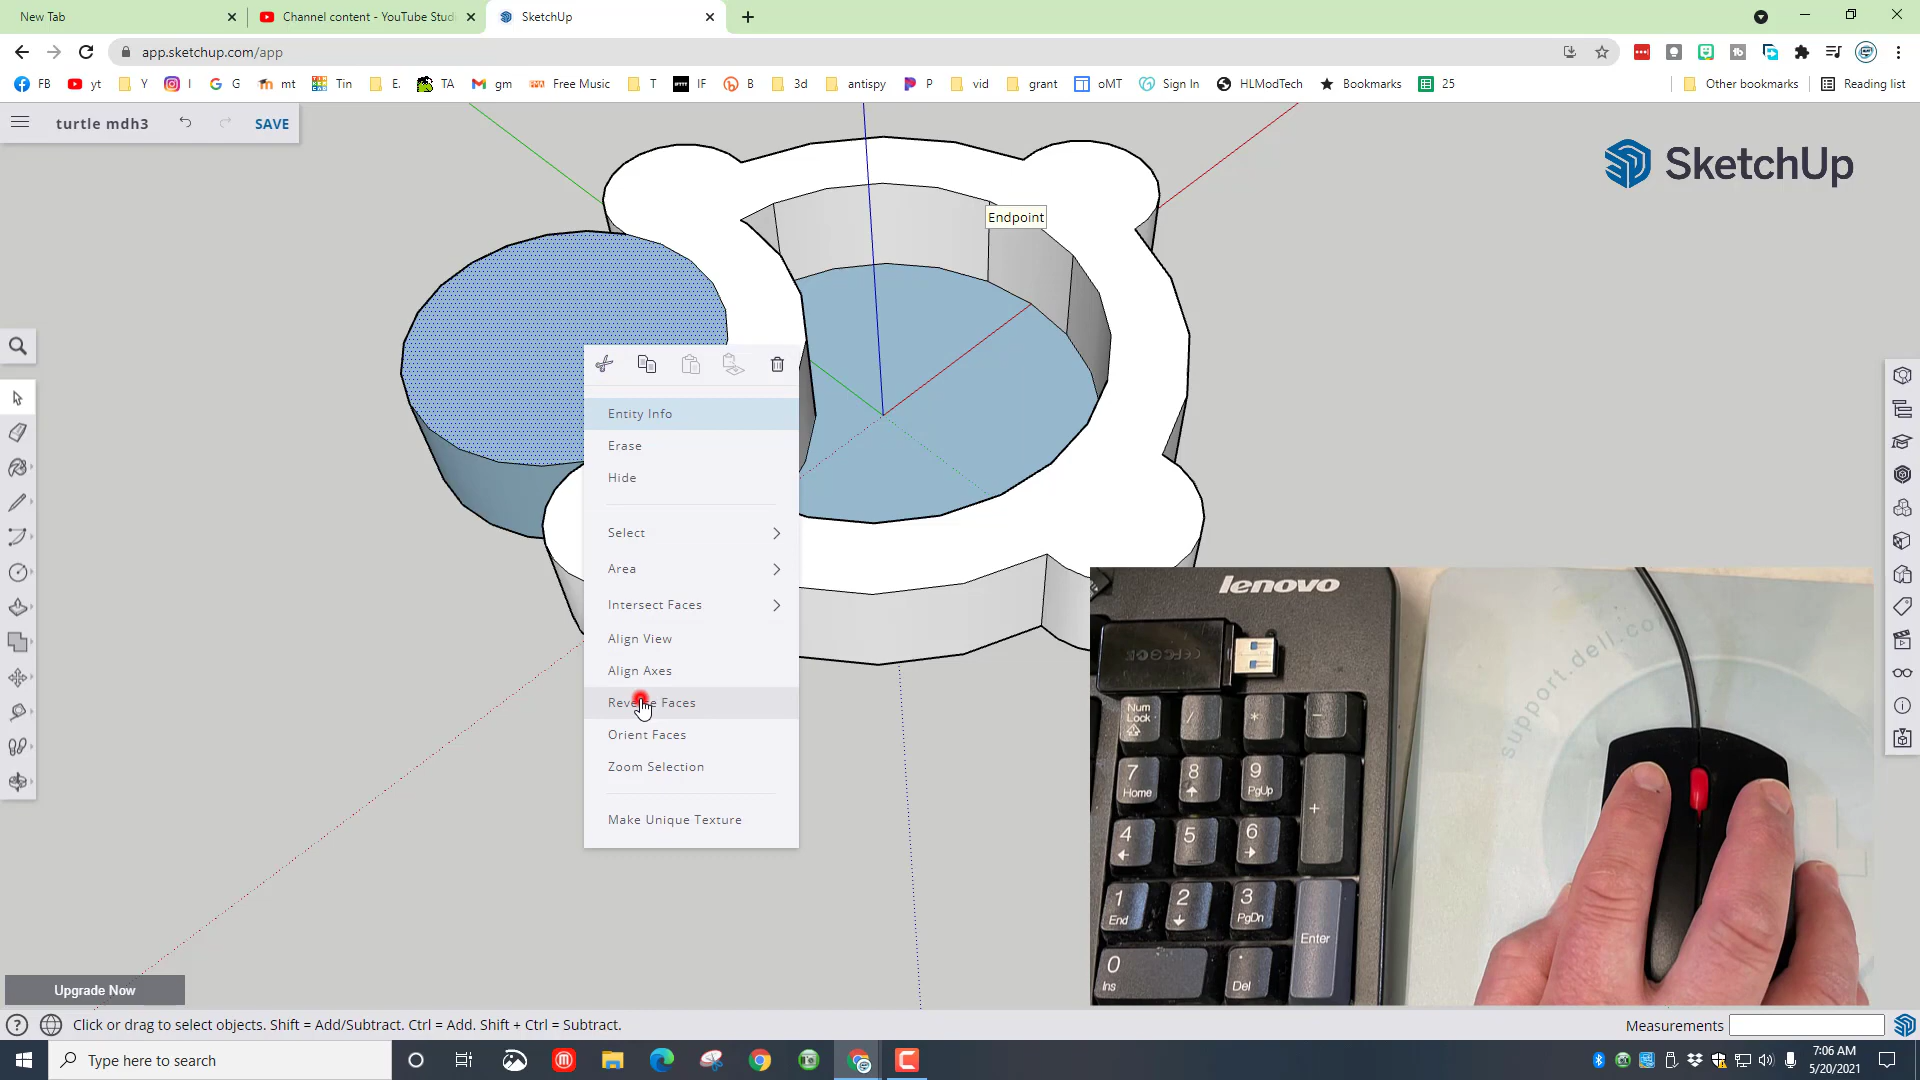 New Tab
Channel content - YouTube Studi
SketchUp
app.sketchup.com/app
FB
yt
Y
I
G
mt
Tin
E.
TA
gm
Free Music
T
IF
B
3d
antispy
P
vid
grant
oMT
Sign In
HLModTech
Bookmarks
25
Other bookmarks
Reading list
turtle mdh3
SAVE
SketchUp
Endpoint
Entity Info
Erase
Hide
Select
Area
Intersect Faces
Align View
Align Axes
Reverse Faces
Orient Faces
Zoom Selection
Make Unique Texture
lenovo
support.dell.co
Num Lock
/
*
-
7 Home
8
9 PgUp
+
4
5
6
1 End
2
3 PgDn
Enter
0 Ins
. Del
Upgrade Now
Click or drag to select objects. Shift = Add/Subtract. Ctrl = Add. Shift + Ctrl = Subtract.
Measurements
Type here to search
7:06 AM
5/20/2021